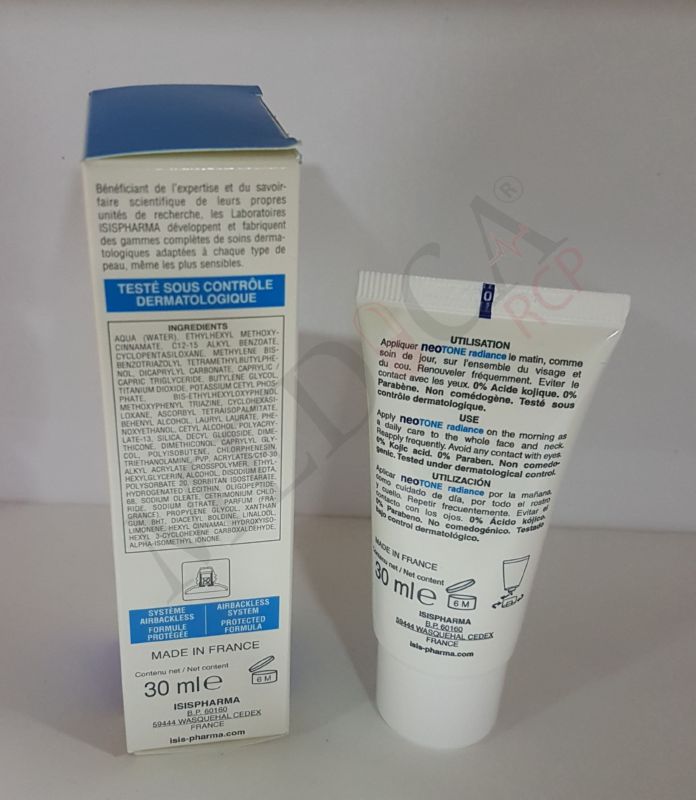 Bénéficiant de l'expertise et du savoir-
faire scientifique de leurs propres
unités de recherche, les Laboratoires
ISISPHARMA développent et fabriquent
des gammes complètes de soins derma-
tologiques adaptées à chaque type de
peau, même les plus sensibles.
TESTÉ SOUS CONTRÔLE
DERMATOLOGIQUE
INGREDIENTS
AQUA (WATER), ETHYLHEXYL METHOXY-
CINNAMATE, C12-15 ALKYL BENZOATE,
CYCLOPENTASILOXANE, METHYLENE BIS-
BENZOTRIAZOLYL TETRAMETHYLBUTYLPHE-
NOL, DICAPRYLYL CARBONATE, CAPRYLIC /
CAPRIC TRIGLYCERIDE, BUTYLENE GLYCOL,
TITANIUM DIOXIDE, POTASSIUM CETYL PHOS-
PHATE, BIS-ETHYLHEXYLOXYPHENOL
METHOXYPHENYL TRIAZINE, CYCLOHEXASI-
LOXANE, ASCORBYL TETRAISOPALMITATE,
BEHENYL ALCOHOL, LAURYL LAURATE, PHE-
NOXYETHANOL, CETYL ALCOHOL, POLYACRY-
LATE-13, SILICA, DECYL GLUCOSIDE, DIME-
THICONE, DIMETHICONOL, CAPRYLYL GLY-
COL, POLYISOBUTENE, CHLORPHENESIN,
TRIETHANOLAMINE, PVP, ACRYLATES/C10-30
ALKYL ACRYLATE CROSSPOLYMER, ETHYL-
HEXYLGLYCERIN, ALCOHOL, DISODIUM EDTA,
POLYSORBATE 20, SORBITAN ISOSTEARATE,
HYDROGENATED LECITHIN, OLIGOPEPTIDE-
68, SODIUM OLEATE, CETRIMONIUM CHLO-
RIDE, SODIUM CITRATE, PARFUM (FRA-
GRANCE), PROPYLENE GLYCOL, XANTHAN
GUM, BHT, DIACETYL BOLDINE, LINALOOL,
LIMONENE, HEXYL CINNAMAL, HYDROXYISO-
HEXYL 3-CYCLOHEXENE CARBOXALDEHYDE,
ALPHA-ISOMETHYL IONONE.
SYSTÈME
AIRBACKLESS
FORMULE
PROTÉGÉE
AIRBACKLESS
SYSTEM
PROTECTED
FORMULA
MADE IN FRANCE
Contenu net / Net content
30 ml e
6 M
ISISPHARMA
B.P. 60160
59444 WASQUEHAL CEDEX
FRANCE
isis-pharma.com
UTILISATION
Appliquer neoTONE radiance le matin, comme
soin de jour, sur l'ensemble du visage et
du cou. Renouveler fréquemment. Eviter le
contact avec les yeux. 0% Acide kojique. 0%
Parabène. Non comédogène. Testé sous
contrôle dermatologique.
USE
Apply neoTONE radiance on the morning as
a daily care to the whole face and neck.
Reapply frequently. Avoid any contact with eyes.
0% Kojic acid. 0% Paraben. Non comedo-
genic. Tested under dermatological control.
UTILIZACIÓN
Aplicar neoTONE radiance por la mañana,
como cuidado de día, por todo el rostro
y cuello. Repetir frecuentemente. Evitar el
contacto con los ojos. 0% Ácido kójico.
0% Parabeno. No comedogénico. Testado
bajo control dermatológico.
MADE IN FRANCE
Contenu net / Net content
30 ml e
6 M
ISISPHARMA
B.P. 60160
59444 WASQUEHAL CEDEX
FRANCE
isis-pharma.com
MEDICA®
RCP